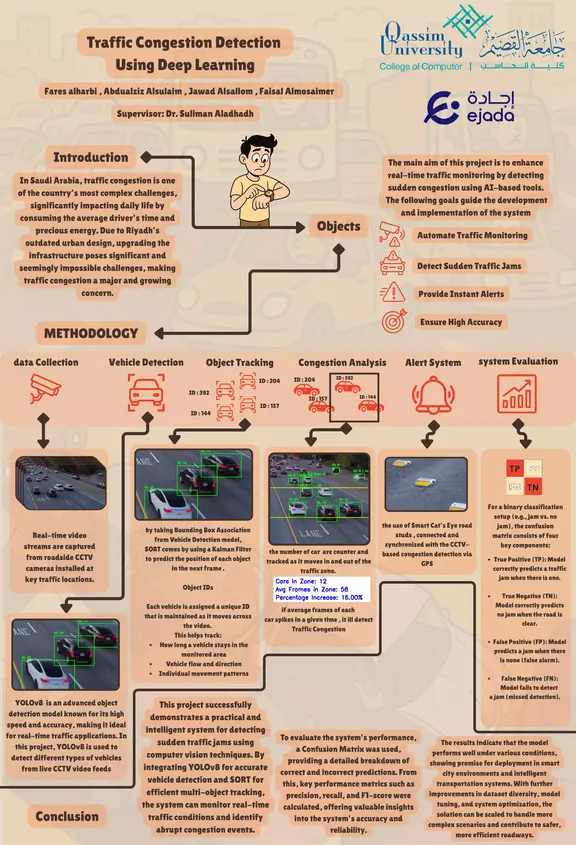 Traffic Congestion Detection
Using Deep Learning
Fares alharbi , Abdualziz Alsulaim , Jawad Alsallom , Faisal Almosaimer
Supervisor: Dr. Suliman Aladhadh
Qassim
University
College of Computer
جامعة القصيم
كلية الحاسب
إجادة
ejada
Introduction
In Saudi Arabia, traffic congestion is one
of the country's most complex challenges,
significantly impacting daily life by
consuming the average driver's time and
precious energy. Due to Riyadh's
outdated urban design, upgrading the
infrastructure poses significant and
seemingly impossible challenges, making
traffic congestion a major and growing
concern.
Objects
The main aim of this project is to enhance
real-time traffic monitoring by detecting
sudden congestion using AI-based tools.
The following goals guide the development
and implementation of the system
Automate Traffic Monitoring
Detect Sudden Traffic Jams
Provide Instant Alerts
Ensure High Accuracy
METHODOLOGY
data Collection
Vehicle Detection
Object Tracking
Congestion Analysis
Alert System
system Evaluation
ID : 204
ID : 392
ID : 157
ID : 144
ID : 204
ID : 392
ID : 157
ID : 144
Real-time video
streams are captured
from roadside CCTV
cameras installed at
key traffic locations.
YOLOv8 is an advanced object
detection model known for its high
speed and accuracy, making it ideal
for real-time traffic applications. In
this project, YOLOv8 is used to
detect different types of vehicles
from live CCTV video feeds
LANE 1
by taking Bounding Box Association
from Vehicle Detection model,
SORT comes by using a Kalman Filter
to predict the position of each object
in the next frame .
Object IDs
Each vehicle is assigned a unique ID
that is maintained as it moves across
the video.
This helps track:
• How long a vehicle stays in the
monitored area
• Vehicle flow and direction
• Individual movement patterns
the number of car are counter and
tracked as it moves in and out of the
traffic zone.
Cars in Zone: 12
Avg Frames in Zone: 58
Percentage Increase: 16.00%
if average frames of each
car spikes in a given time , it ill detect
Traffic Congestion
the use of Smart Cat's Eye road
studs , connected and
synchronized with the CCTV-
based congestion detection via
GPS
TP
TN
For a binary classification
setup (e.g., jam vs. no
jam), the confusion
matrix consists of four
key components:
• True Positive (TP): Model
correctly predicts a traffic
jam when there is one.
• True Negative (TN):
Model correctly predicts
no jam when the road is
clear.
• False Positive (FP): Model
predicts a jam when there
is none (false alarm).
• False Negative (FN):
Model fails to detect
a jam (missed detection).
Conclusion
This project successfully
demonstrates a practical and
intelligent system for detecting
sudden traffic jams using
computer vision techniques. By
integrating YOLOv8 for accurate
vehicle detection and SORT for
efficient multi-object tracking,
the system can monitor real-time
traffic conditions and identify
abrupt congestion events.
To evaluate the system's performance,
a Confusion Matrix was used,
providing a detailed breakdown of
correct and incorrect predictions. From
this, key performance metrics such as
precision, recall, and F1-score were
calculated, offering valuable insights
into the system's accuracy and
reliability.
The results indicate that the model
performs well under various conditions,
showing promise for deployment in smart
city environments and intelligent
transportation systems. With further
improvements in dataset diversity, model
tuning, and system optimization, the
solution can be scaled to handle more
complex scenarios and contribute to safer,
more efficient roadways.